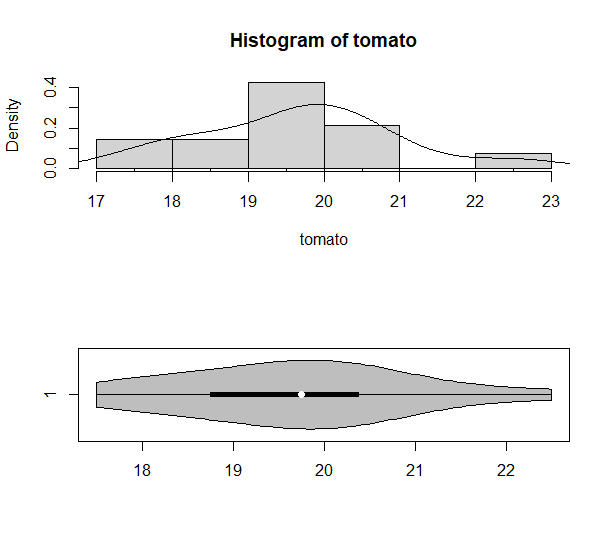 Histogram of tomato
Density
0.4
0.2
0.0
17 18 19 20 21 22 23
tomato
1
18 19 20 21 22